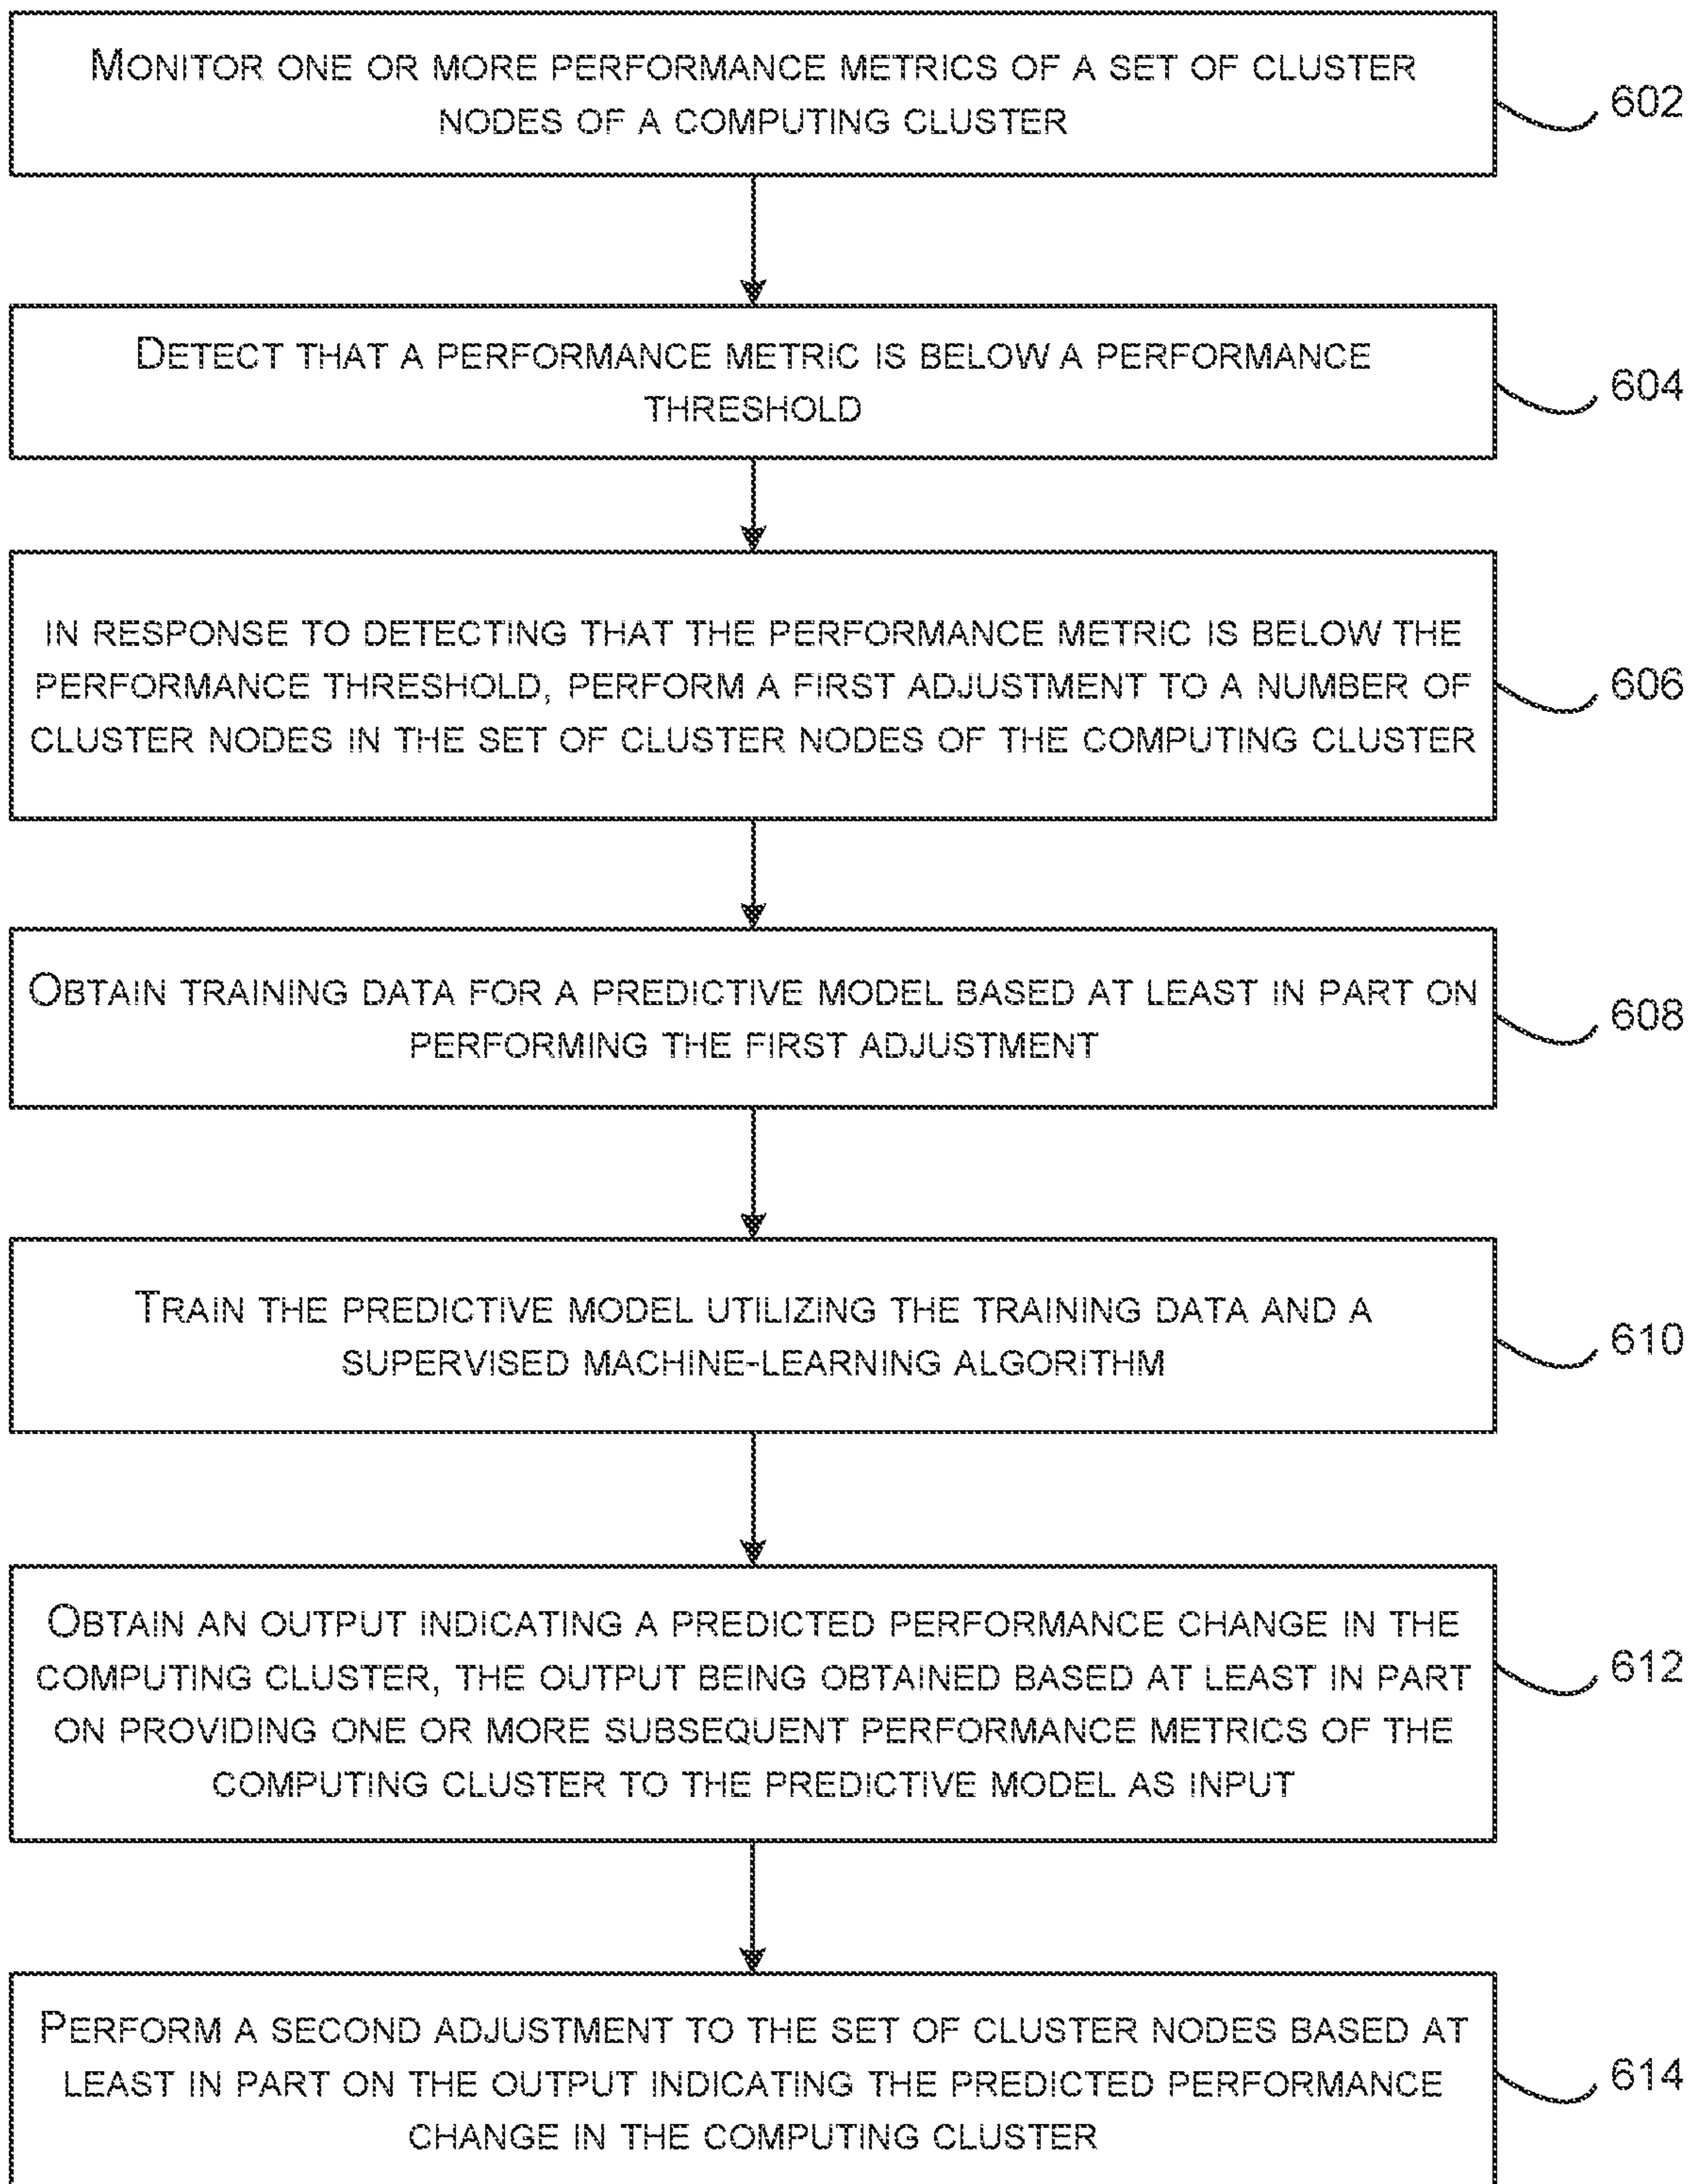 MONITOR ONE OR MORE PERFORMANCE METRICS OF A SET OF CLUSTER
NODES OF A COMPUTING CLUSTER
602
DETECT THAT A PERFORMANCE METRIC IS BELOW A PERFORMANCE
THRESHOLD
604
IN RESPONSE TO DETECTING THAT THE PERFORMANCE METRIC IS BELOW THE
PERFORMANCE THRESHOLD, PERFORM A FIRST ADJUSTMENT TO A NUMBER OF
CLUSTER NODES IN THE SET OF CLUSTER NODES OF THE COMPUTING CLUSTER
606
OBTAIN TRAINING DATA FOR A PREDICTIVE MODEL BASED AT LEAST IN PART ON
PERFORMING THE FIRST ADJUSTMENT
608
TRAIN THE PREDICTIVE MODEL UTILIZING THE TRAINING DATA AND A
SUPERVISED MACHINE-LEARNING ALGORITHM
610
OBTAIN AN OUTPUT INDICATING A PREDICTED PERFORMANCE CHANGE IN THE
COMPUTING CLUSTER, THE OUTPUT BEING OBTAINED BASED AT LEAST IN PART
ON PROVIDING ONE OR MORE SUBSEQUENT PERFORMANCE METRICS OF THE
COMPUTING CLUSTER TO THE PREDICTIVE MODEL AS INPUT
612
PERFORM A SECOND ADJUSTMENT TO THE SET OF CLUSTER NODES BASED AT
LEAST IN PART ON THE OUTPUT INDICATING THE PREDICTED PERFORMANCE
CHANGE IN THE COMPUTING CLUSTER
614